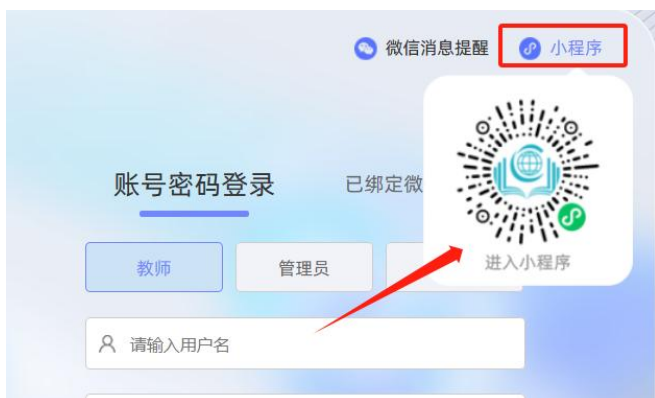 微信消息提醒 小程序
账号密码登录 已绑定微
进入小程序
教师 管理员
请输入用户名